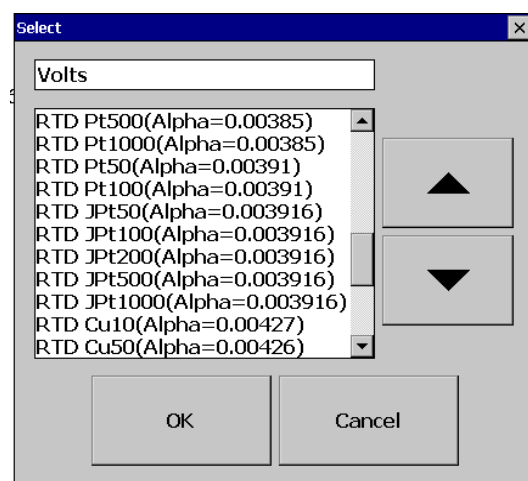 Select
Volts
RTD Pt500(Alpha=0.00385)
RTD Pt1000(Alpha=0.00385)
RTD Pt50(Alpha=0.00391)
RTD Pt100(Alpha=0.00391)
RTD JPt50(Alpha=0.003916)
RTD JPt100(Alpha=0.003916)
RTD JPt200(Alpha=0.003916)
RTD JPt500(Alpha=0.003916)
RTD JPt1000(Alpha=0.003916)
RTD Cu10(Alpha=0.00427)
RTD Cu50(Alpha=0.00426)
OK
Cancel